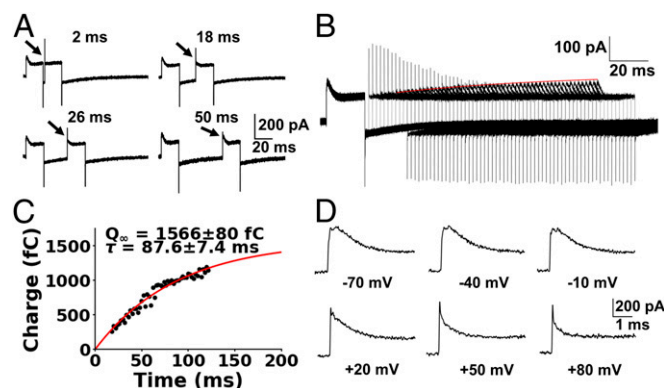 A
2 ms
18 ms
26 ms
50 ms
200 pA
20 ms
B
100 pA
20 ms
C
Q∞ = 1566±80 fC
τ = 87.6±7.4 ms
Charge (fC)
1500
1000
500
0
0 50 100 150 200
Time (ms)
D
-70 mV
-40 mV
-10 mV
+20 mV
+50 mV
+80 mV
200 pA
1 ms